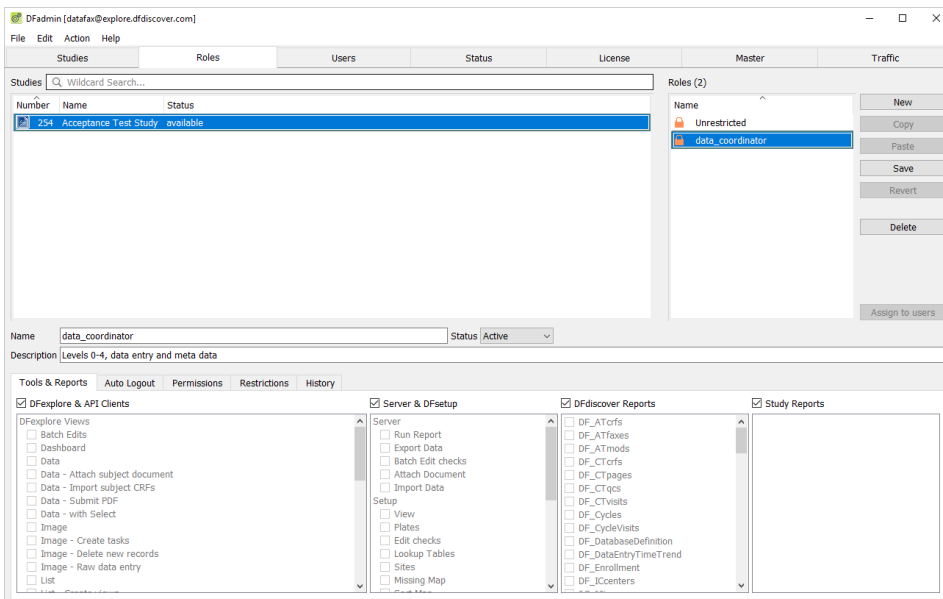 DFadmin [datafax@explore.dfdiscover.com]
File Edit Action Help
Studies Roles Users Status License Master Traffic
Studies Wildcard Search... Roles (2)
Number Name Status
254 Acceptance Test Study available
Name
Unrestricted
data_coordinator
New
Copy
Paste
Save
Revert
Delete
Assign to users
Name data_coordinator Status Active
Description Levels 0-4, data entry and meta data
Tools & Reports Auto Logout Permissions Restrictions History
DFexplore & API Clients
DFexplore Views
Batch Edits
Dashboard
Data
Data - Attach subject document
Data - Import subject CRFs
Data - Submit PDF
Data - with Select
Image
Image - Create tasks
Image - Delete new records
Image - Raw data entry
List
List - Create views
Server & DFsetup
Server
Run Report
Export Data
Batch Edit checks
Attach Document
Import Data
Setup
View
Plates
Edit checks
Lookup Tables
Sites
Missing Map
Sort Map
DFdiscover Reports
DF_ATcrfs
DF_ATfaxes
DF_ATmods
DF_CTcrfs
DF_CTpages
DF_CTqcs
DF_CTvisits
DF_Cycles
DF_CycleVisits
DF_DatabaseDefinition
DF_DataEntryTimeTrend
DF_Enrollment
DF_ICcenters
Study Reports